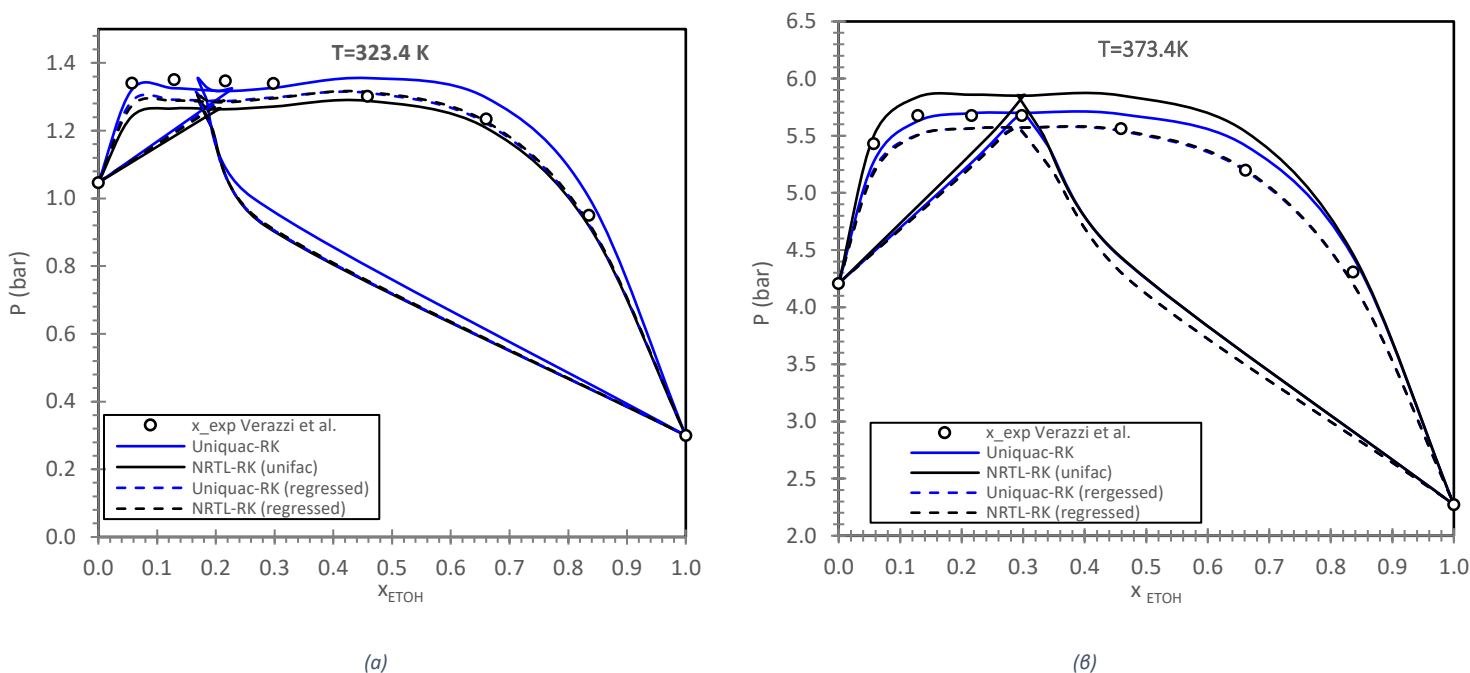 T=323.4 K
1.4
1.2
1.0
0.8
0.6
0.4
0.2
0.0
P (bar)
x_exp Verazzi et al.
Uniquac-RK
NRTL-RK (unifac)
Uniquac-RK (regressed)
NRTL-RK (regressed)
0.0 0.1 0.2 0.3 0.4 0.5 0.6 0.7 0.8 0.9 1.0
xETOH
(α)
T=373.4K
6.5
6.0
5.5
5.0
4.5
4.0
3.5
3.0
2.5
2.0
P (bar)
x_exp Verazzi et al.
Uniquac-RK
NRTL-RK (unifac)
Uniquac-RK (rergessed)
NRTL-RK (regressed)
0.0 0.1 0.2 0.3 0.4 0.5 0.6 0.7 0.8 0.9 1.0
x ETOH
(β)